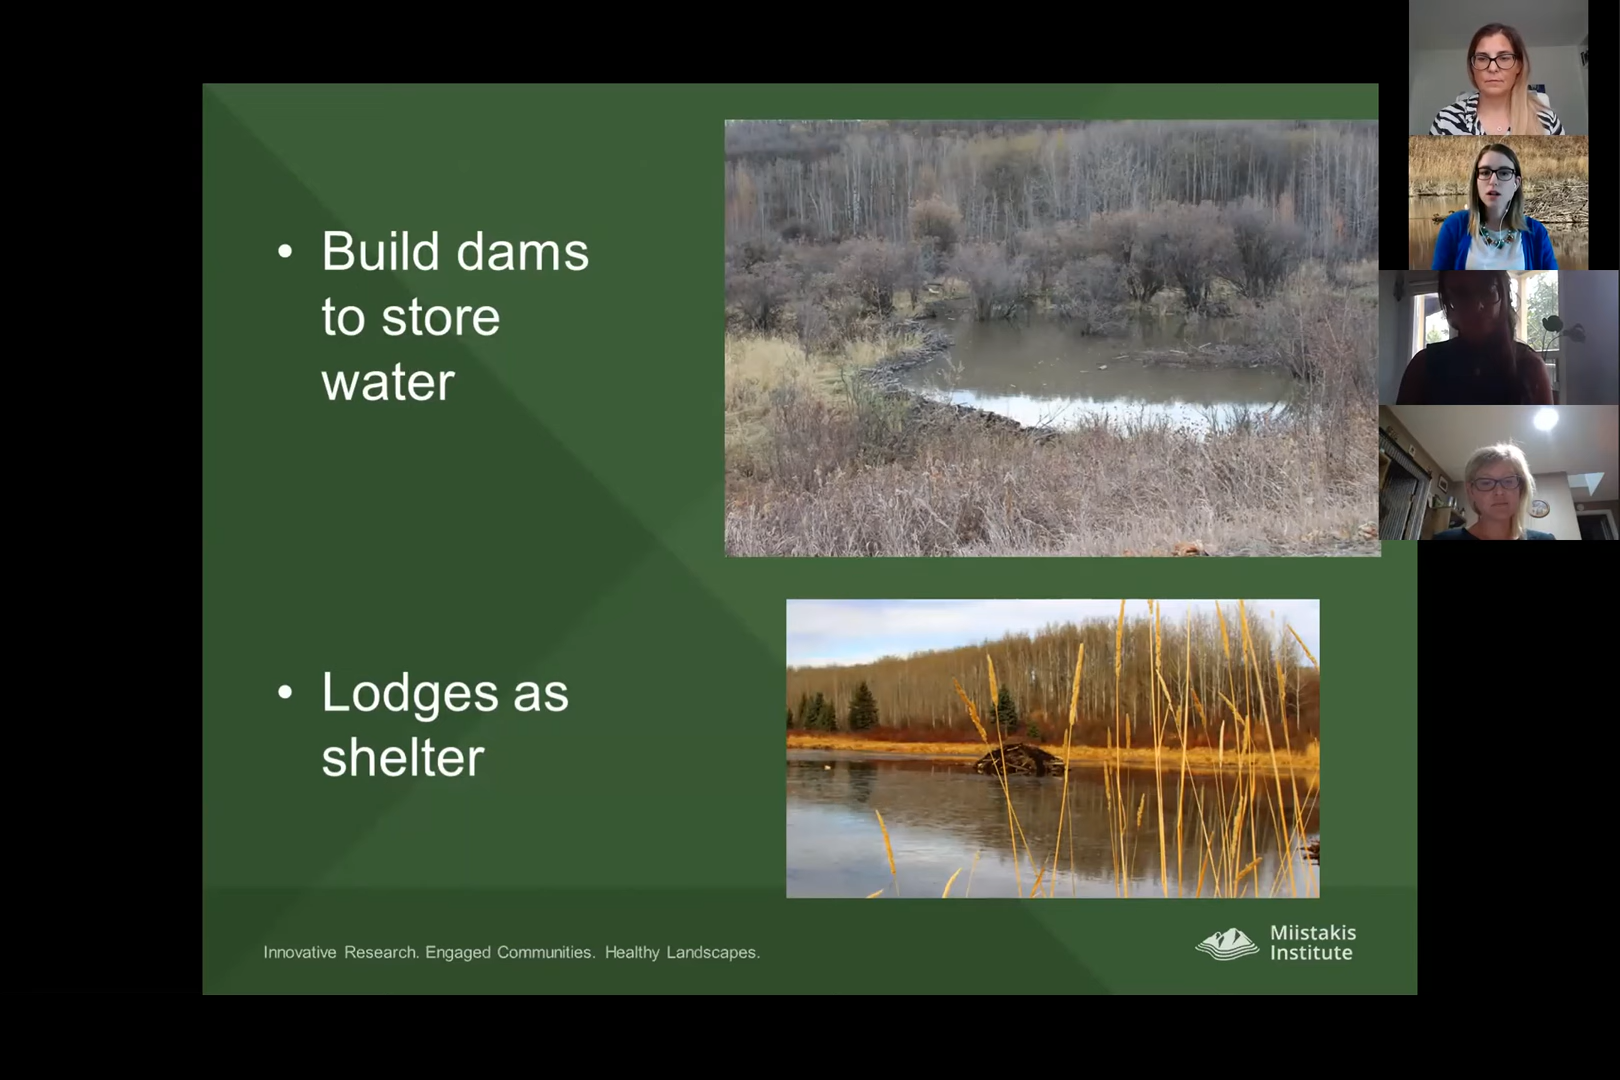 • Build dams
to store
water
• Lodges as
shelter
Innovative Research. Engaged Communities. Healthy Landscapes.
Miistakis
Institute